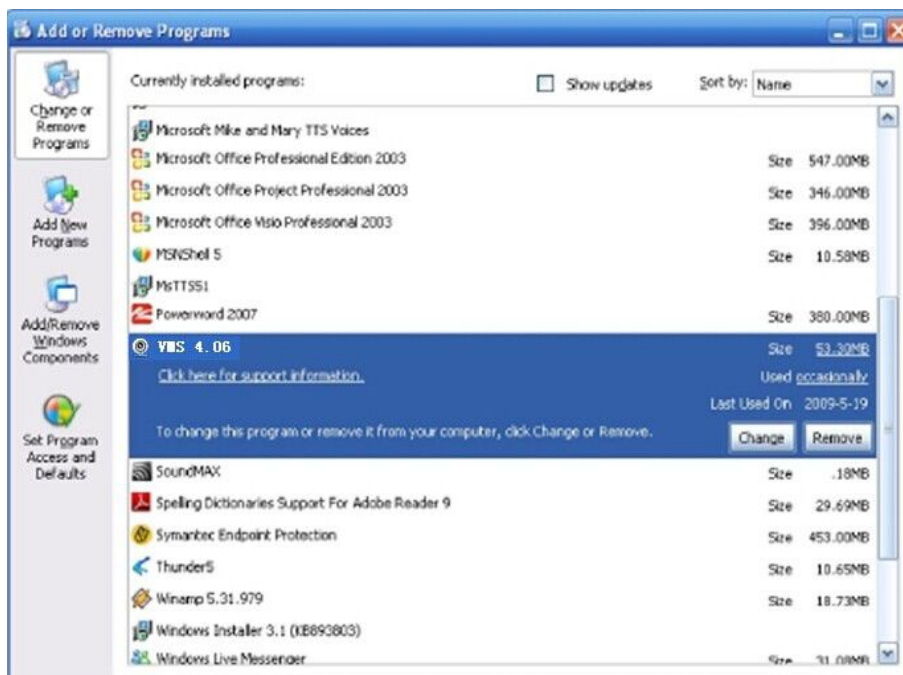 Add or Remove Programs
Change or
Remove
Programs
Add New
Programs
Add/Remove
Windows
Components
Set Program
Access and
Defaults
Currently installed programs:
Show updates
Sort by: Name
Microsoft Mike and Mary TTS Voices
Microsoft Office Professional Edition 2003 Size 547.00MB
Microsoft Office Project Professional 2003 Size 346.00MB
Microsoft Office Visio Professional 2003 Size 396.00MB
MSNShell 5 Size 10.58MB
MsTTS51
Powerword 2007 Size 380.00MB
VMS 4.06 Size 53.30MB
Click here for support information. Used occasionally
Last Used On 2009-5-19
To change this program or remove it from your computer, click Change or Remove. Change Remove
SoundMAX Size .18MB
Spelling Dictionaries Support For Adobe Reader 9 Size 29.69MB
Symantec Endpoint Protection Size 453.00MB
Thunder5 Size 10.65MB
Winamp 5.31.979 Size 18.73MB
Windows Installer 3.1 (KB893803)
Windows Live Messenger Size 31.08MB